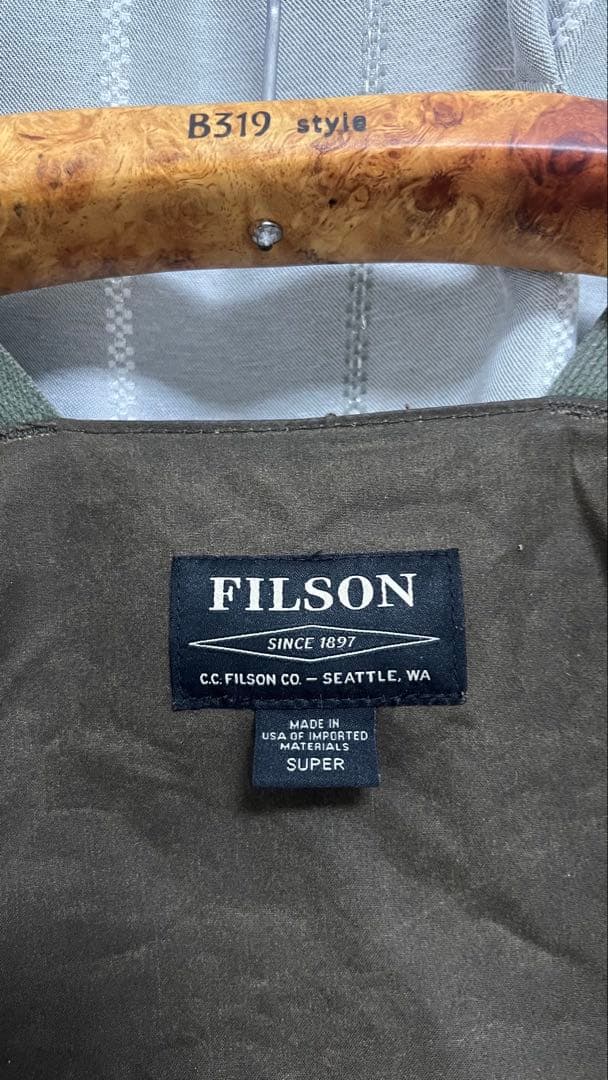 B319 style
FILSON
SINCE 1897
C.C. FILSON CO. — SEATTLE, WA
MADE IN
USA OF IMPORTED
MATERIALS
SUPER